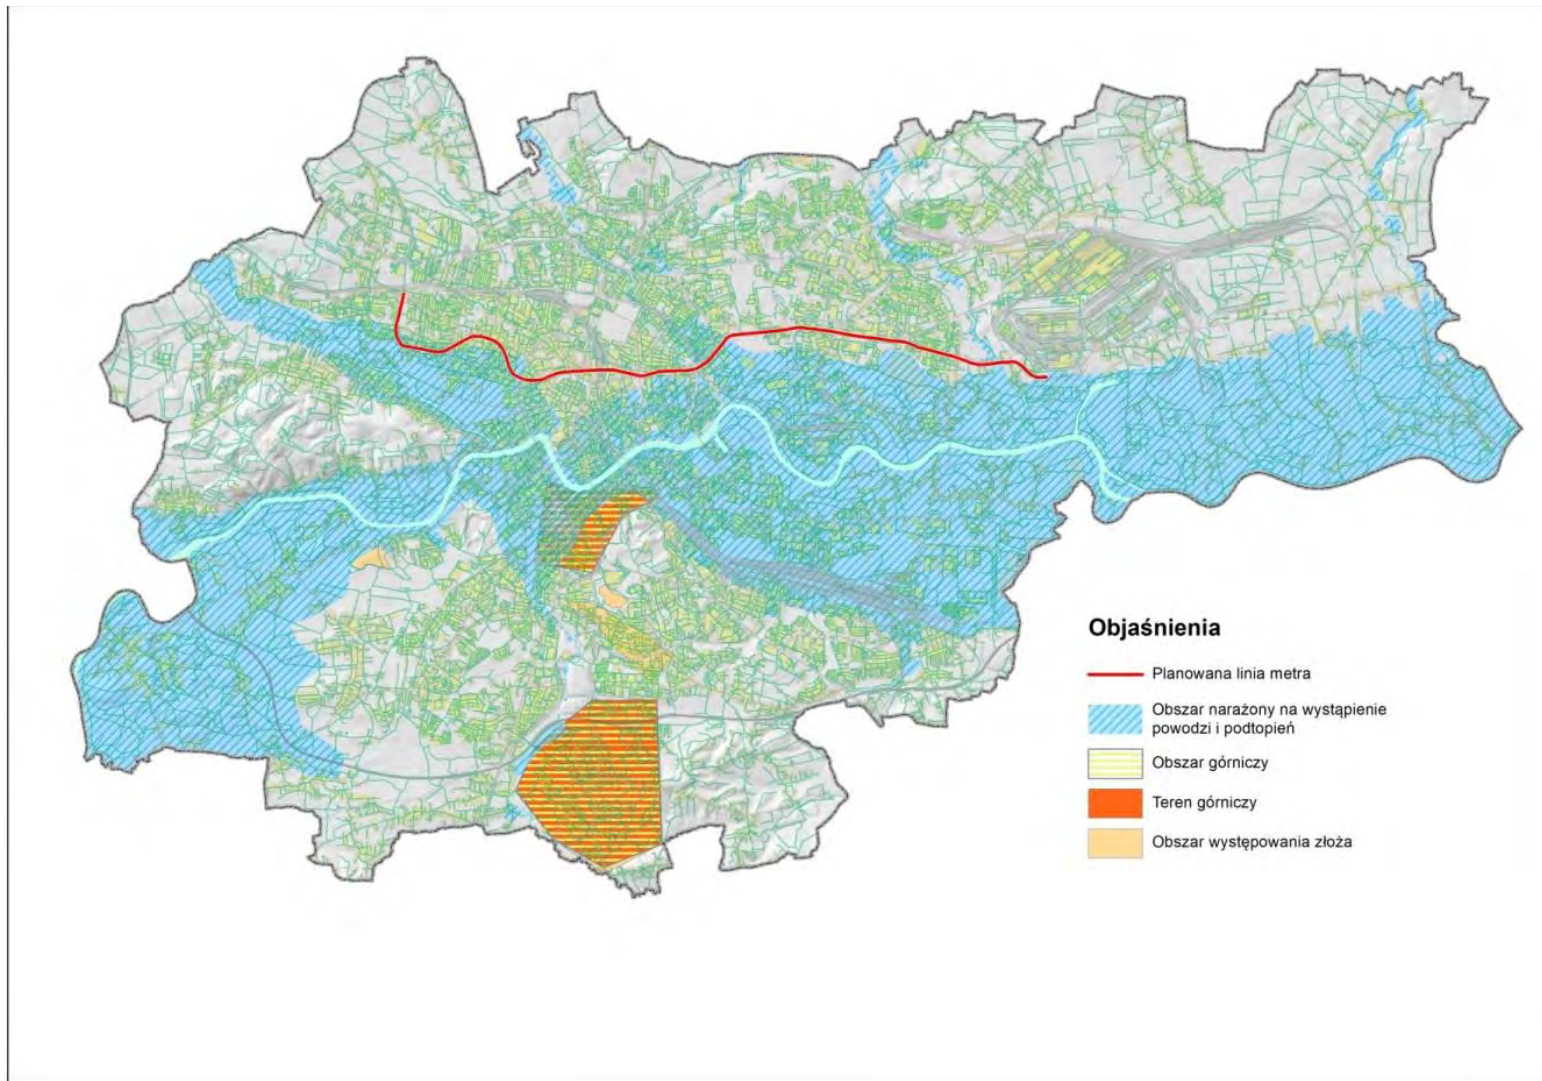 Objaśnienia
Planowana linia metra
Obszar narażony na wystąpienie
powodzi i podtopień
Obszar górniczy
Teren górniczy
Obszar występowania złoża